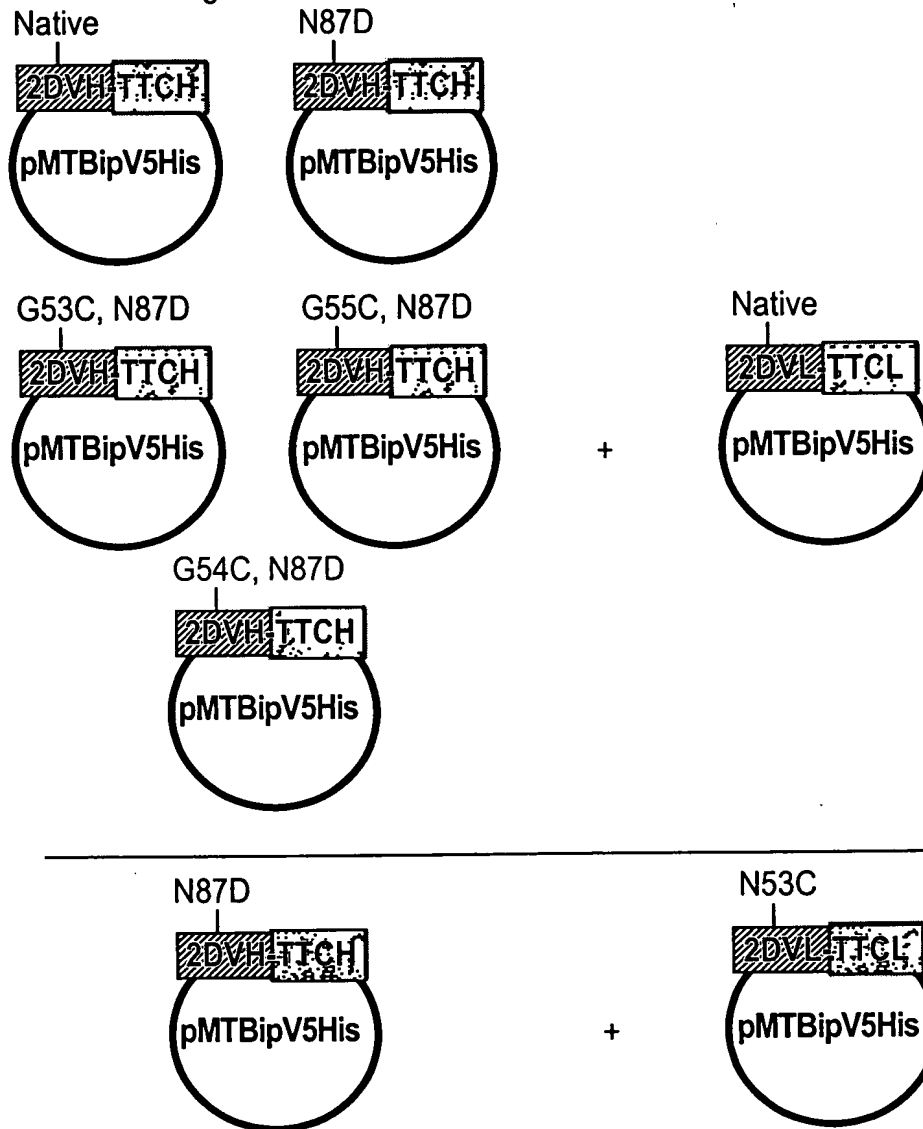 Native N87D
2DVH-TTCH 2DVH-TTCH
pMTBipV5His pMTBipV5His
G53C, N87D G55C, N87D Native
2DVH-TTCH 2DVH-TTCH 2DVL-TTCL
pMTBipV5His pMTBipV5His + pMTBipV5His
G54C, N87D
2DVH-TTCH
pMTBipV5His
N87D N53C
2DVH-TTCH 2DVL-TTCL
pMTBipV5His + pMTBipV5His